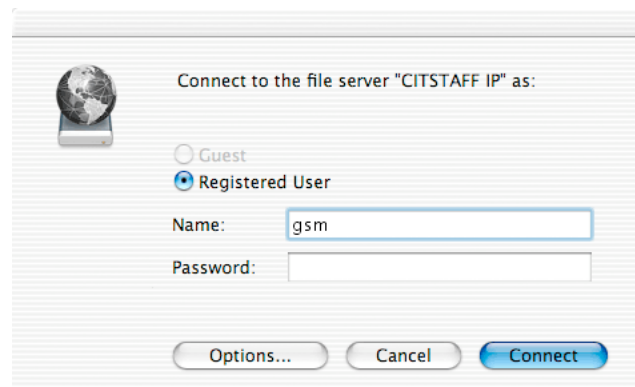 Connect to the file server "CITSTAFF IP" as:
Guest
Registered User
Name: gsm
Password:
Options... Cancel Connect